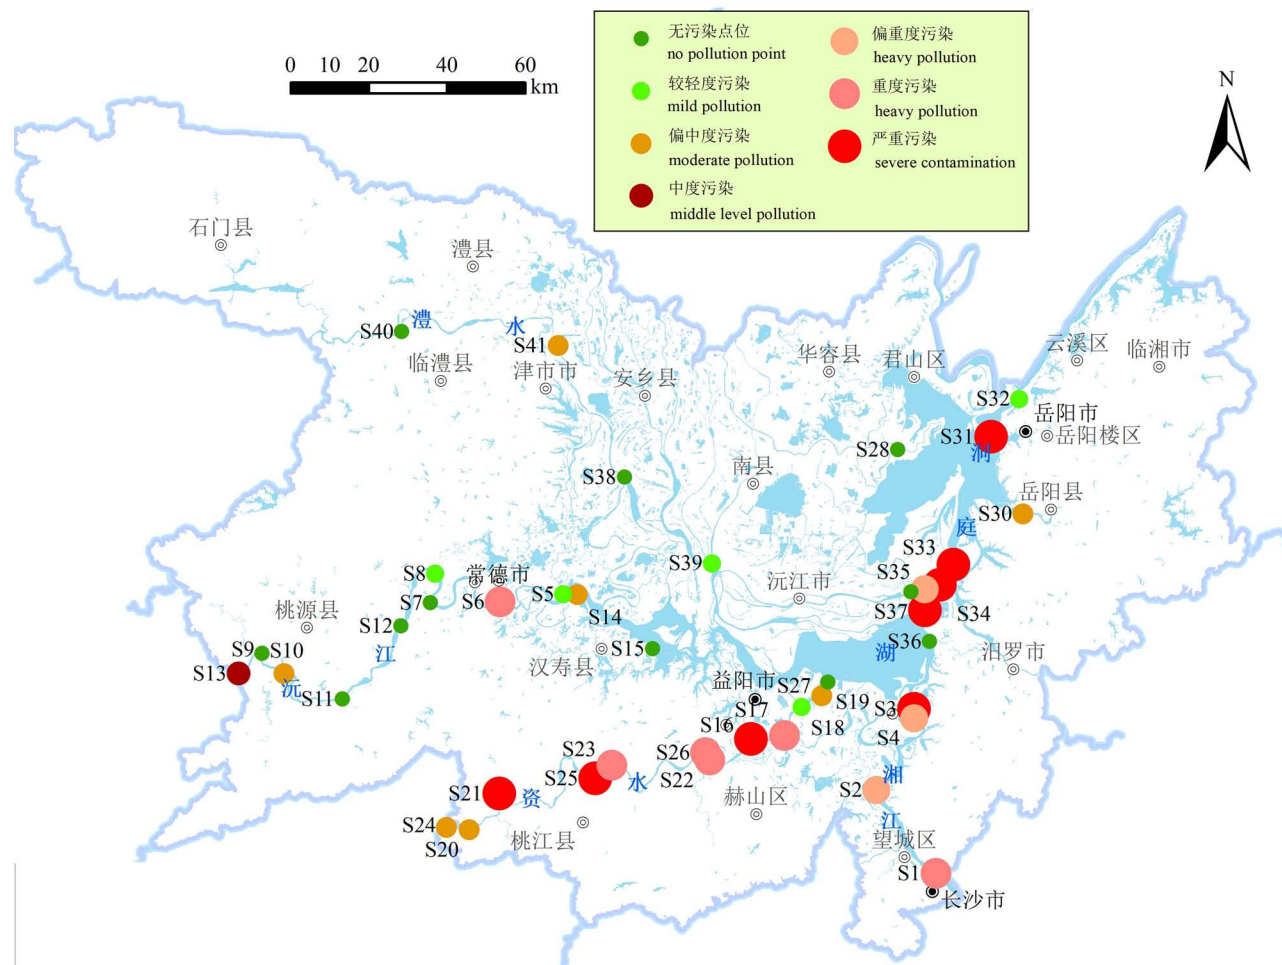 0 10 20 40 60
km
无污染点位
no pollution point
较轻度污染
mild pollution
偏中度污染
moderate pollution
中度污染
middle level pollution
偏重度污染
heavy pollution
重度污染
heavy pollution
严重污染
severe contamination
N
石门县
澧县
S40
澧
水
S41
临澧县
津市市
安乡县
华容县
君山区
云溪区
临湘市
S32
岳阳市
S31
岳阳楼区
洞
S28
S38
南县
岳阳县
S30
庭
S33
S39
S8
常德市
S5
沅江市
S35
S7
S6
S14
S37
S34
桃源县
S12
S36
S9
S10
江
汉寿县
S15
湖
汨罗市
S13
沅
益阳市
S27
S11
S17
S19
S3
S16
S18
S4
S23
S26
S25
水
S22
湘
S21
资
赫山区
S2
江
S24
桃江县
S20
望城区
S1
长沙市